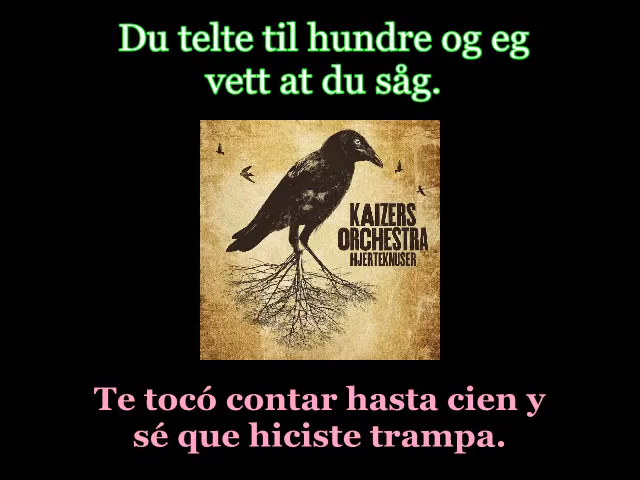 Du telte til hundre og eg
vett at du såg.
KAIZERS
ORCHESTRA
HJERTEKNUSER
Te tocó contar hasta cien y
sé que hiciste trampa.